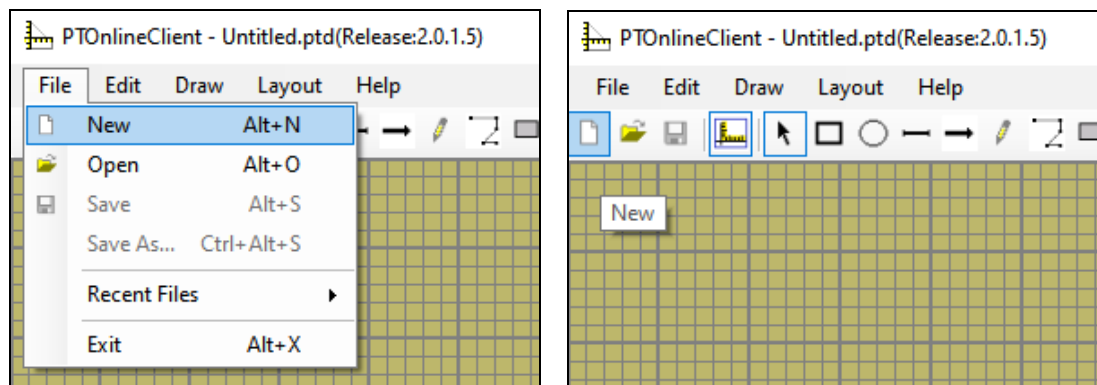 PTOnlineClient - Untitled.ptd(Release:2.0.1.5)
File Edit Draw Layout Help
New Alt+N
Open Alt+O
Save Alt+S
Save As... Ctrl+Alt+S
Recent Files
Exit Alt+X
PTOnlineClient - Untitled.ptd(Release:2.0.1.5)
File Edit Draw Layout Help
New